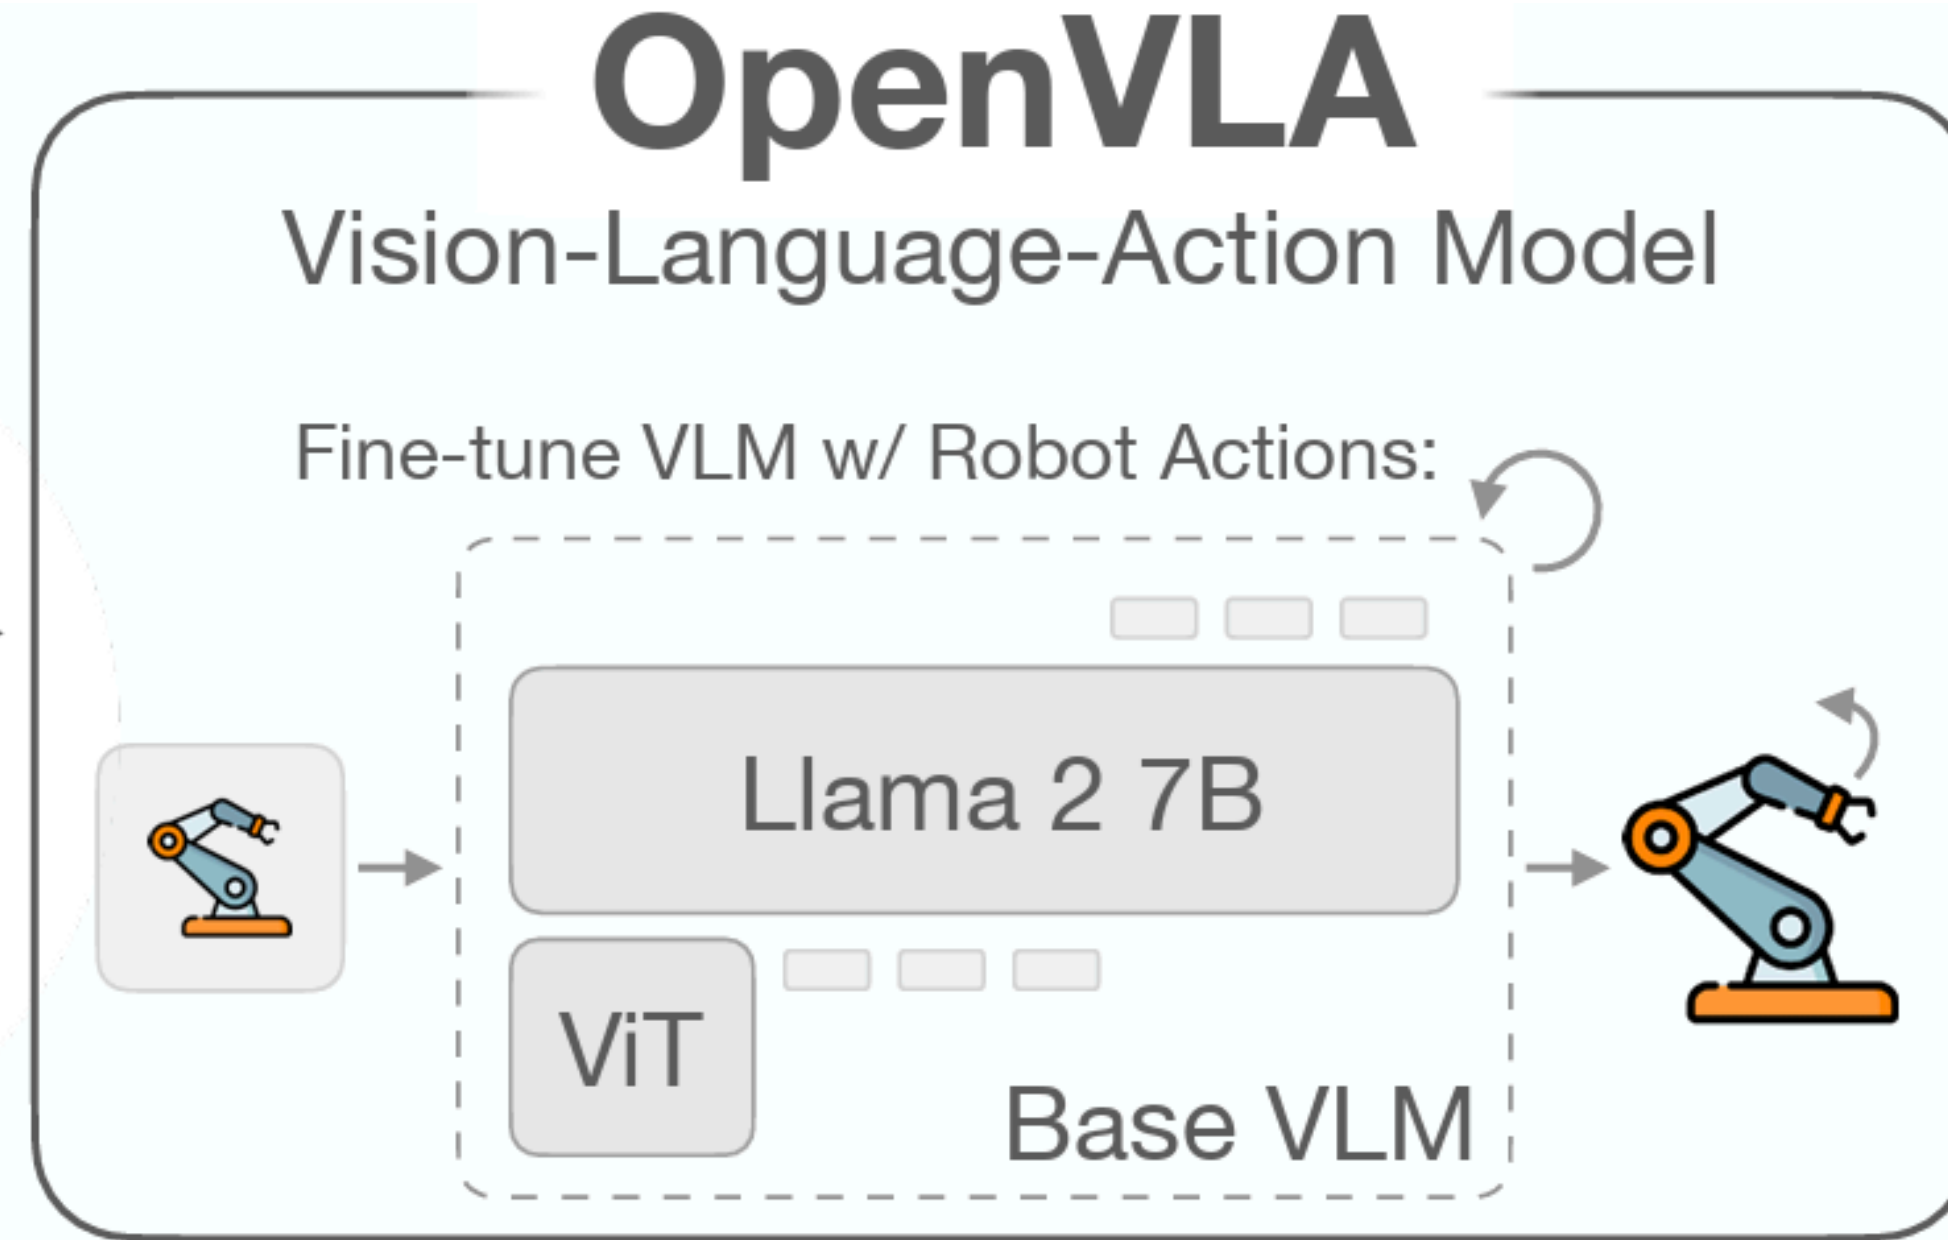 OpenVLA
Vision-Language-Action Model
Fine-tune VLM w/ Robot Actions:
Llama 2 7B
ViT
Base VLM